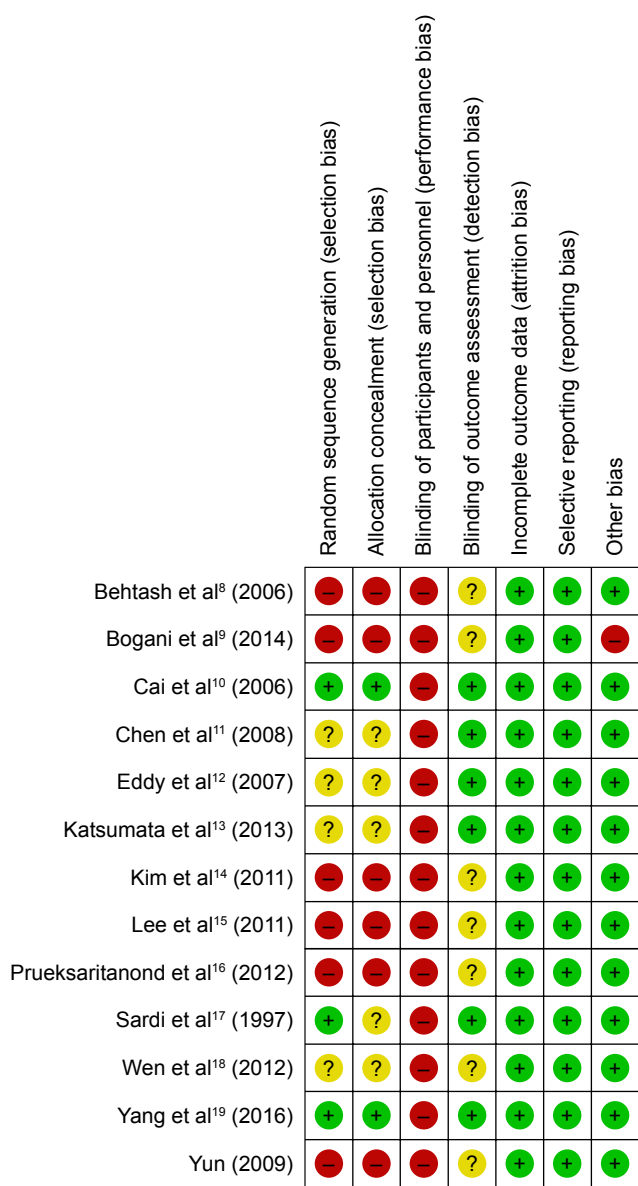 Random sequence generation (selection bias)
Allocation concealment (selection bias)
Blinding of participants and personnel (performance bias)
Blinding of outcome assessment (detection bias)
Incomplete outcome data (attrition bias)
Selective reporting (reporting bias)
Other bias
Behtash et al⁸ (2006) – – – ? + + +
Bogani et al⁹ (2014) – – – ? + + –
Cai et al¹⁰ (2006) + + – + + + +
Chen et al¹¹ (2008) ? ? – + + + +
Eddy et al¹² (2007) ? ? – + + + +
Katsumata et al¹³ (2013) ? ? – + + + +
Kim et al¹⁴ (2011) – – – ? + + +
Lee et al¹⁵ (2011) – – – ? + + +
Prueksaritanond et al¹⁶ (2012) – – – ? + + +
Sardi et al¹⁷ (1997) + ? – + + + +
Wen et al¹⁸ (2012) ? ? – ? + + +
Yang et al¹⁹ (2016) + + – + + + +
Yun (2009) – – – ? + + +